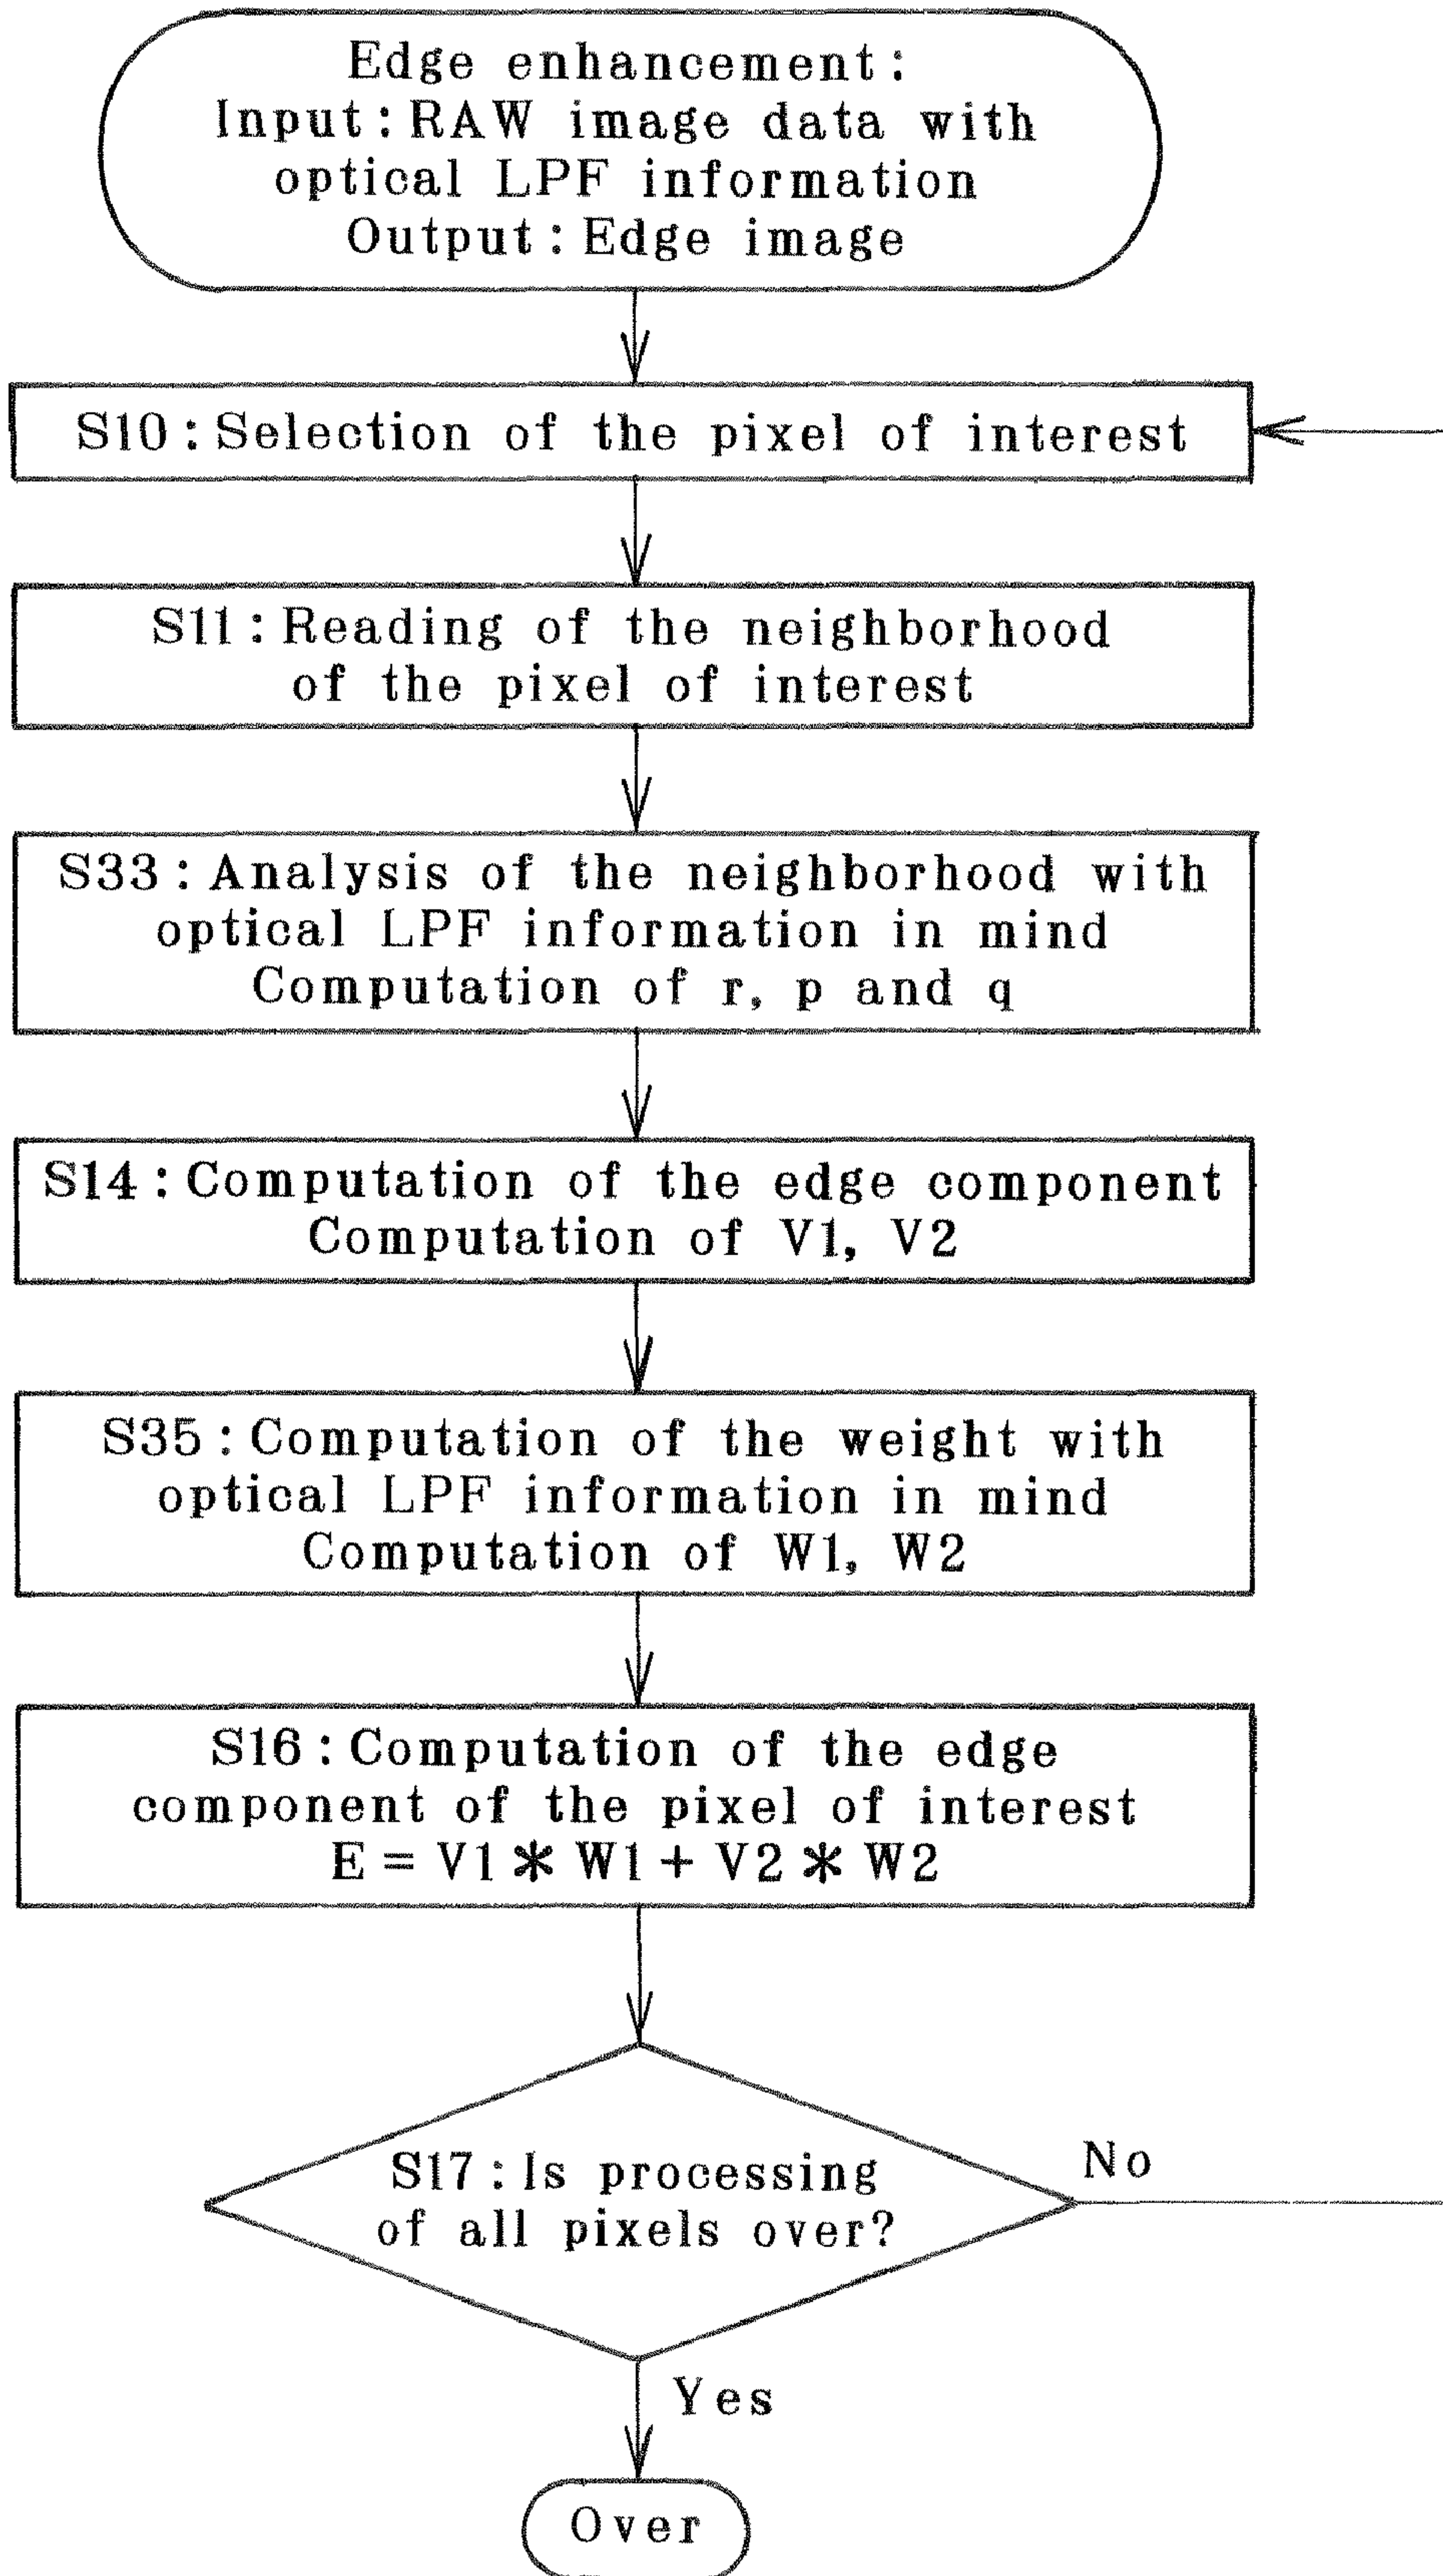 Edge enhancement:
Input:RAW image data with
optical LPF information
Output:Edge image
S10:Selection of the pixel of interest
S11:Reading of the neighborhood
of the pixel of interest
S33:Analysis of the neighborhood with
optical LPF information in mind
Computation of r, p and q
S14:Computation of the edge component
Computation of V1, V2
S35:Computation of the weight with
optical LPF information in mind
Computation of W1, W2
S16:Computation of the edge
component of the pixel of interest
E = V1 * W1 + V2 * W2
S17:Is processing
of all pixels over?
No
Yes
Over